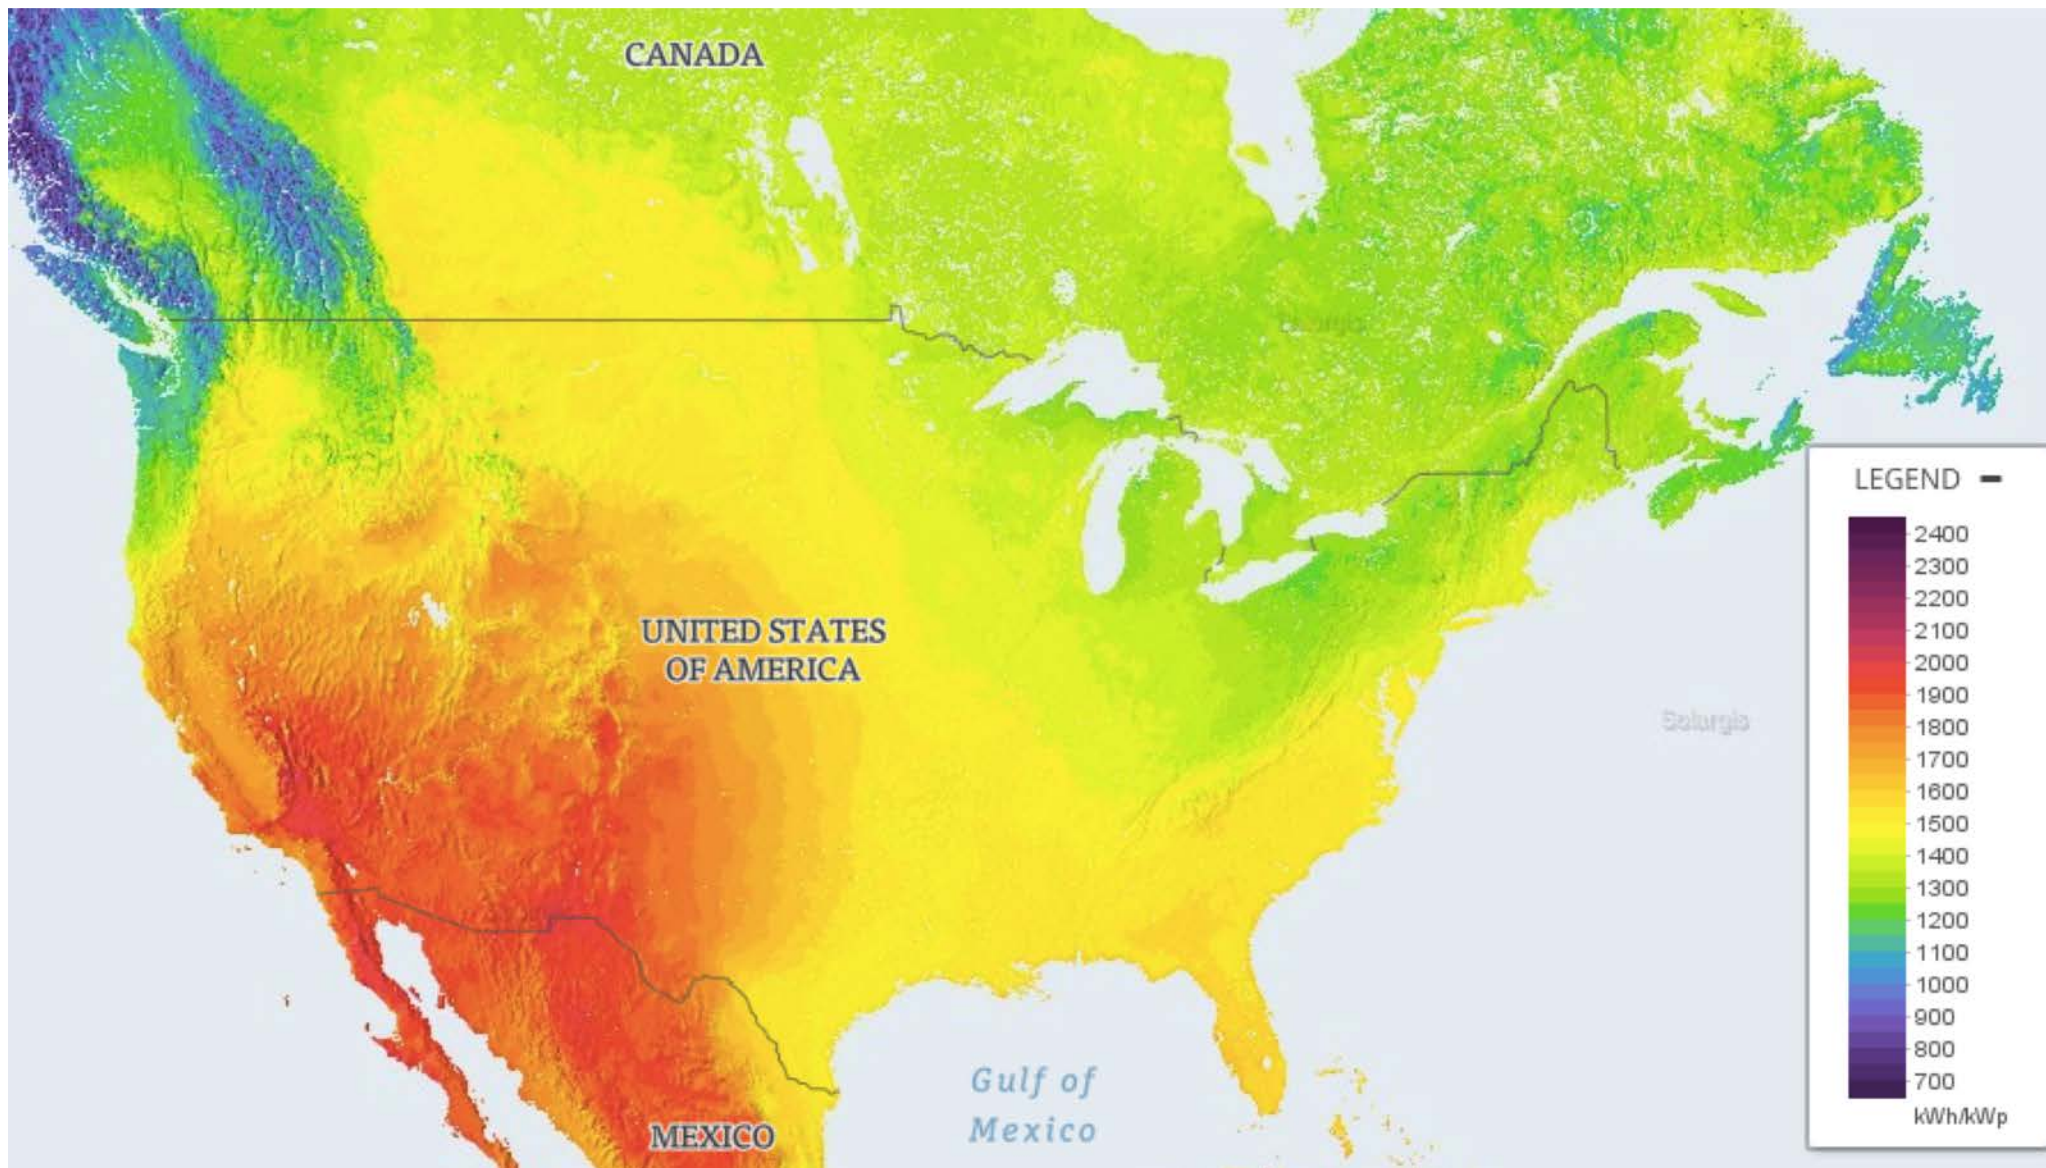 CANADA
UNITED STATES
OF AMERICA
MEXICO
Gulf of
Mexico
Solargis
LEGEND
2400
2300
2200
2100
2000
1900
1800
1700
1600
1500
1400
1300
1200
1100
1000
900
800
700
kWh/kWp